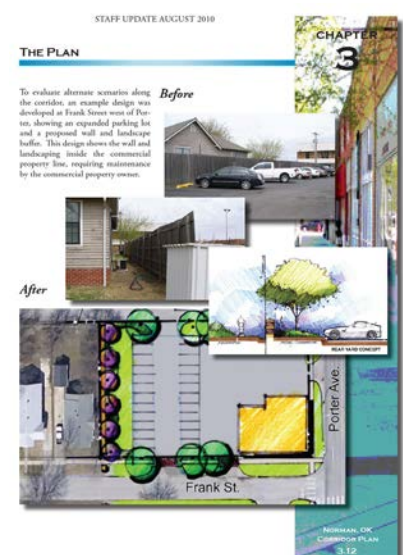 STAFF UPDATE AUGUST 2010
CHAPTER
3
THE PLAN
To evaluate alternate scenarios along
the corridor, an example design was
developed at Frank Street west of Por-
ter, showing an expanded parking lot
and a proposed wall and landscape
buffer. This design shows the wall and
landscaping inside the commercial
property line, requiring maintenance
by the commercial property owner.
Before
After
REAR YARD CONCEPT
Porter Ave.
Frank St.
NORMAN, OK
CORRIDOR PLAN
3.12